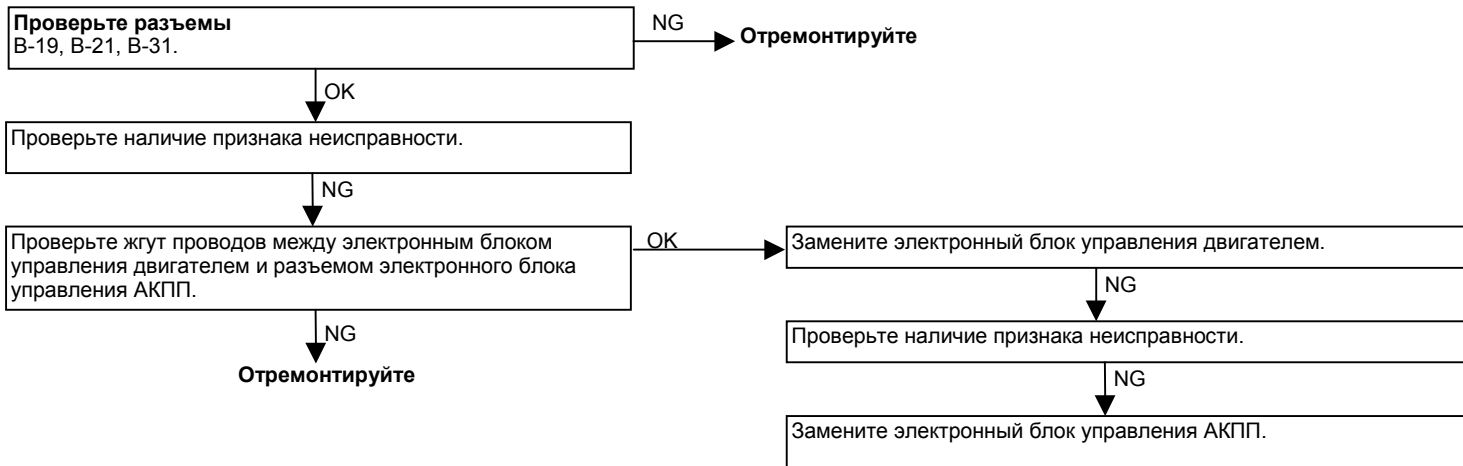 Проверьте разъемы
B-19, B-21, B-31.
NG
Отремонтируйте
OK
Проверьте наличие признака неисправности.
NG
Проверьте жгут проводов между электронным блоком
управления двигателем и разъемом электронного блока
управления АКПП.
OK
Замените электронный блок управления двигателем.
NG
Отремонтируйте
NG
Проверьте наличие признака неисправности.
NG
Замените электронный блок управления АКПП.